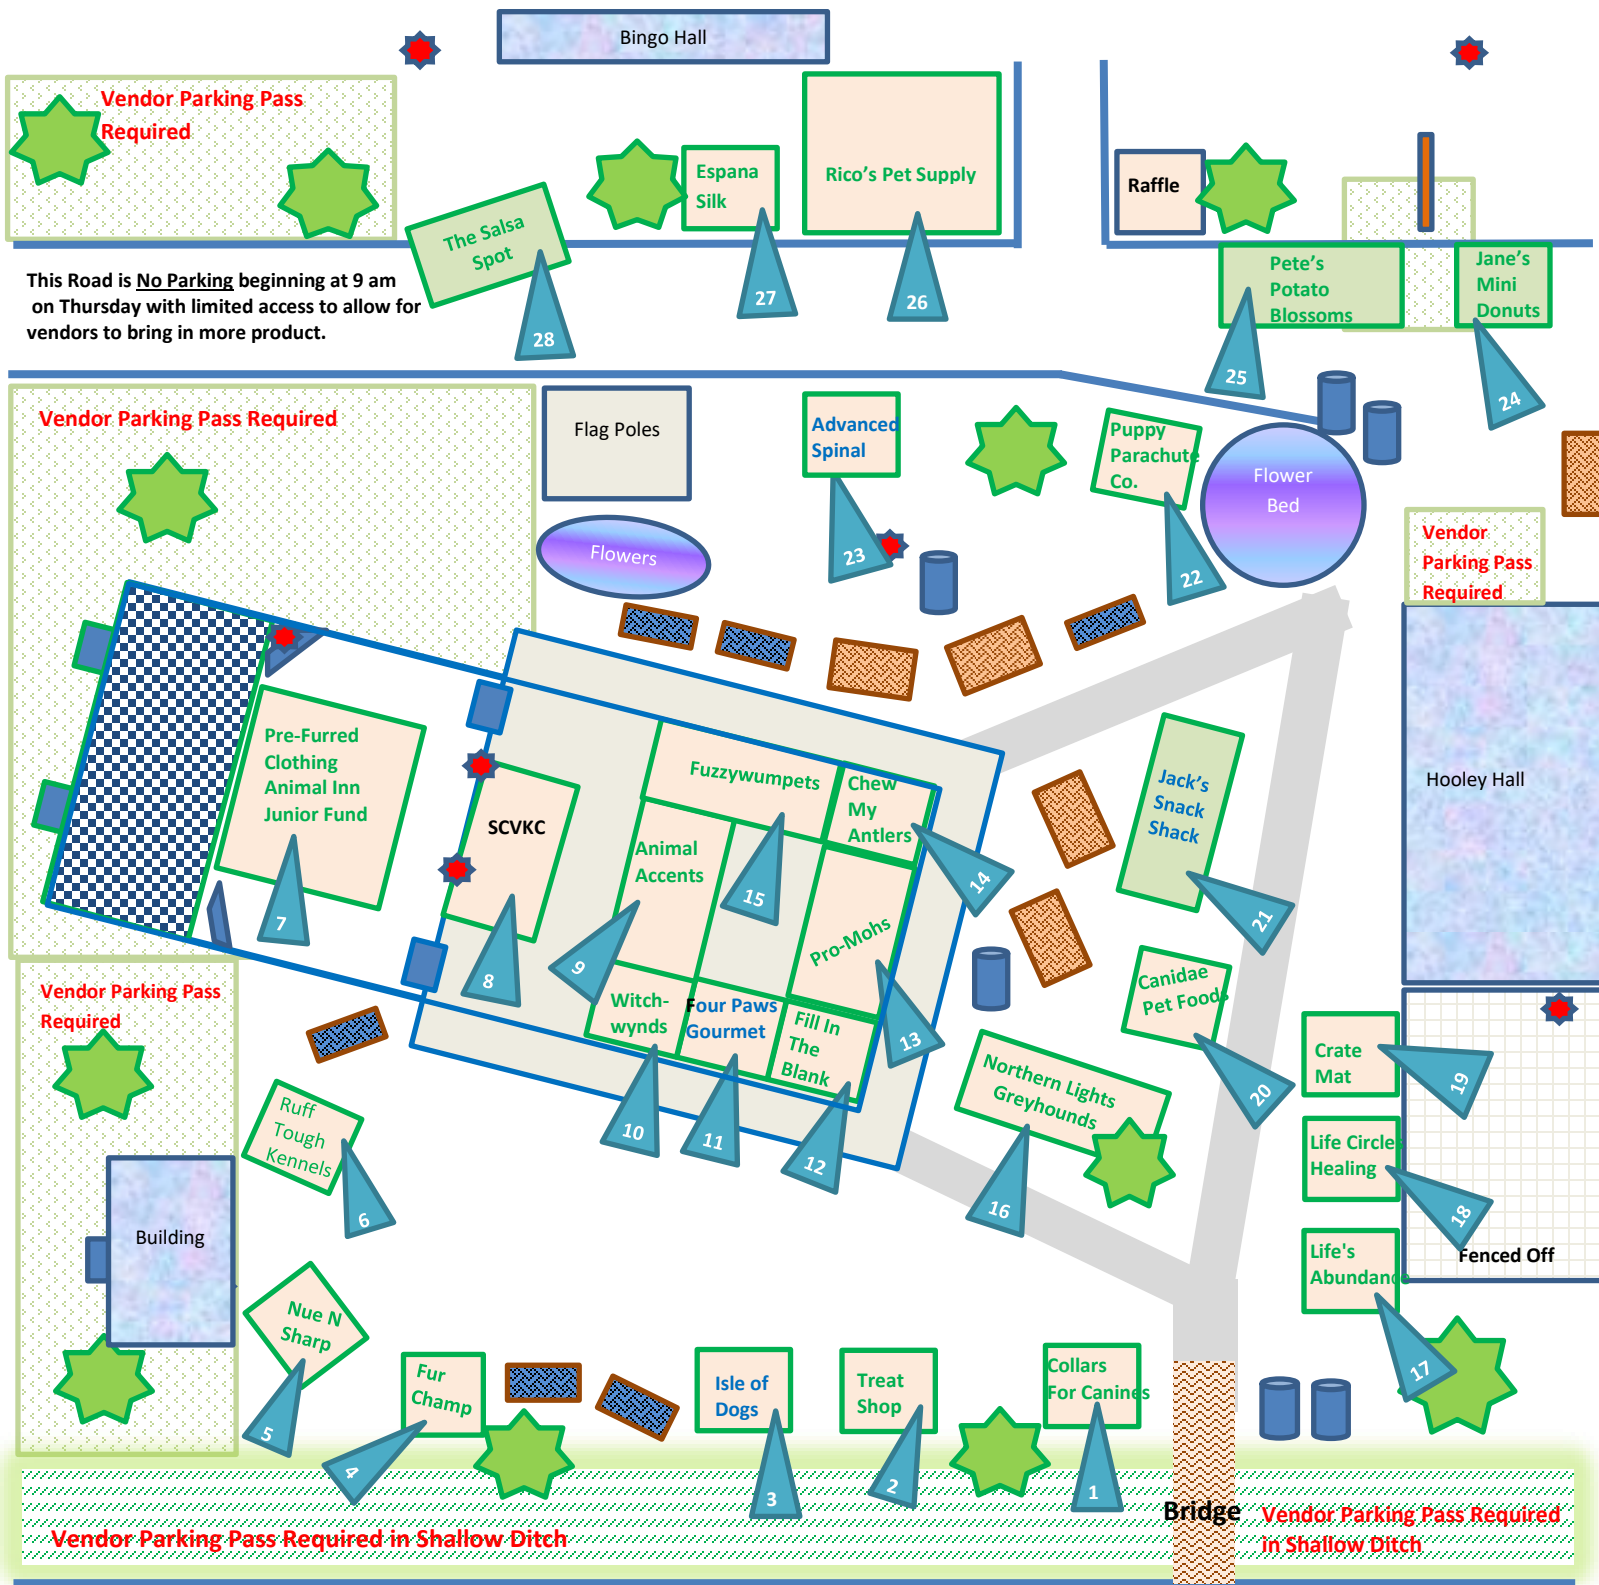 Bingo Hall
Vendor Parking Pass
Required
Espana
Silk
Rico's Pet Supply
Raffle
The Salsa
Spot
This Road is No Parking beginning at 9 am
on Thursday with limited access to allow for
vendors to bring in more product.
Pete's
Potato
Blossoms
Jane's
Mini
Donuts
28
27
26
25
24
Vendor Parking Pass Required
Flag Poles
Advanced
Spinal
Puppy
Parachute
Co.
Flower
Bed
Flowers
23
22
Vendor
Parking Pass
Required
Pre-Furred
Clothing
Animal Inn
Junior Fund
7
SCVKC
8
Fuzzywumpets
Chew
My
Antlers
Animal
Accents
15
14
9
Pro-Mohs
13
Jack's
Snack
Shack
21
Hooley Hall
Witch-
wynds
Four Paws
Gourmet
Fill In
The
Blank
10
11
12
Canidae
Pet Foods
20
Northern Lights
Greyhounds
16
Crate
Mat
19
Life Circles
Healing
18
Life's
Abundance
17
Fenced Off
Vendor Parking Pass
Required
Ruff
Tough
Kennels
6
Building
Nue N
Sharp
5
Fur
Champ
4
Isle of
Dogs
3
Treat
Shop
2
Collars
For Canines
1
Bridge
Vendor Parking Pass Required in Shallow Ditch
Vendor Parking Pass Required
in Shallow Ditch